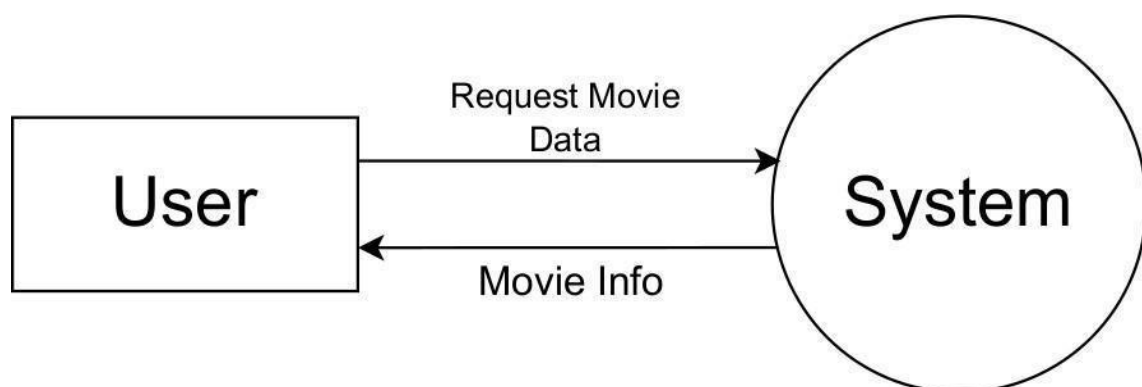 User
Request Movie
Data
Movie Info
System